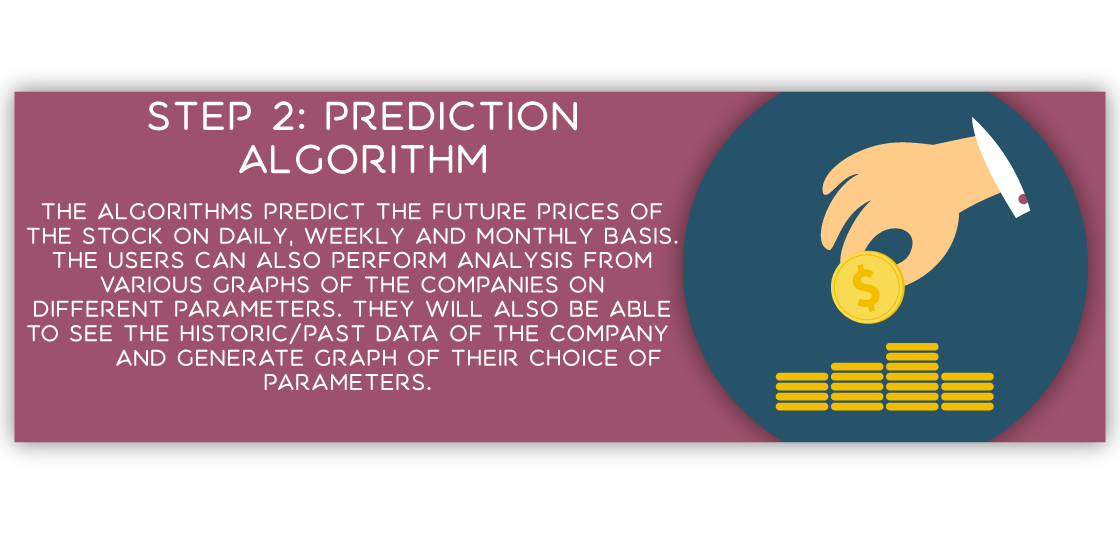 STEP 2: PREDICTION
ALGORITHM
THE ALGORITHMS PREDICT THE FUTURE PRICES OF
THE STOCK ON DAILY, WEEKLY AND MONTHLY BASIS.
THE USERS CAN ALSO PERFORM ANALYSIS FROM
VARIOUS GRAPHS OF THE COMPANIES ON
DIFFERENT PARAMETERS. THEY WILL ALSO BE ABLE
TO SEE THE HISTORIC/PAST DATA OF THE COMPANY
AND GENERATE GRAPH OF THEIR CHOICE OF
PARAMETERS.
$